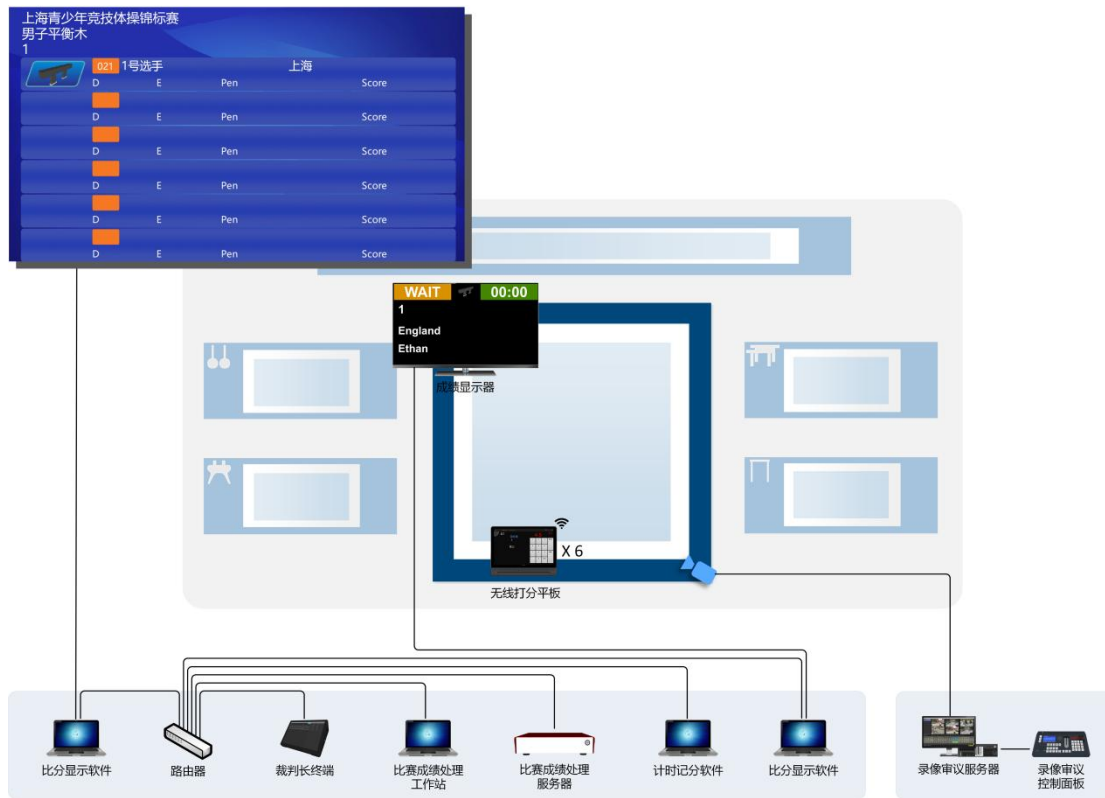 上海青少年竞技体操锦标赛
男子平衡木
1
021 1号选手 上海
D E Pen Score
D E Pen Score
D E Pen Score
D E Pen Score
D E Pen Score
D E Pen Score
WAIT 00:00
1
England
Ethan
成绩显示器
X 6
无线打分平板
比分显示软件
路由器
裁判长终端
比赛成绩处理
工作站
比赛成绩处理
服务器
计时记分软件
比分显示软件
录像审议服务器
录像审议
控制面板